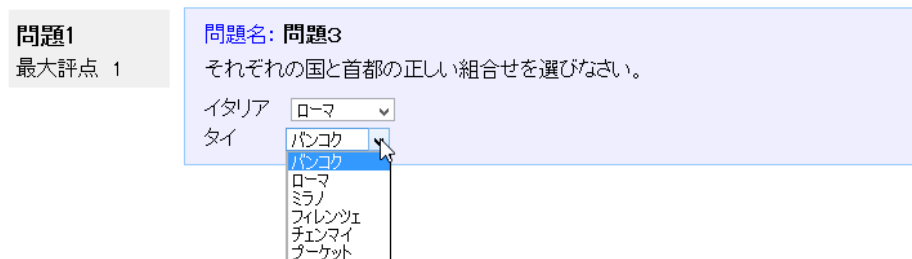 問題1
最大評点 1
問題名: 問題3
それぞれの国と首都の正しい組合せを選びなさい。
イタリア ローマ
タイ バンコク
バンコク
ローマ
ミラノ
フィレンツェ
チェンマイ
プーケット